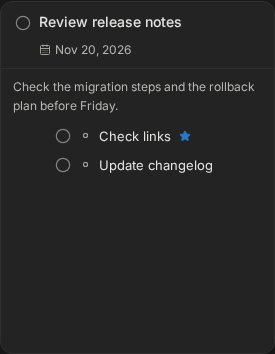 Review release notes
Nov 20, 2026
Check the migration steps and the rollback
plan before Friday.
Check links
Update changelog